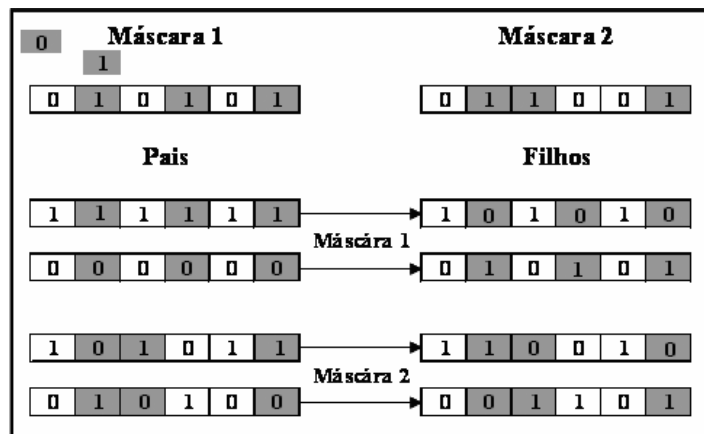 0 Máscara 1 Máscara 2
1
0 1 0 1 0 1 0 1 1 0 0 1
Pais Filhos
1 1 1 1 1 1 1 0 1 0 1 0
Máscára 1
0 0 0 0 0 0 0 1 0 1 0 1
1 0 1 0 1 1 1 1 0 0 1 0
Máscára 2
0 1 0 1 0 0 0 0 1 1 0 1